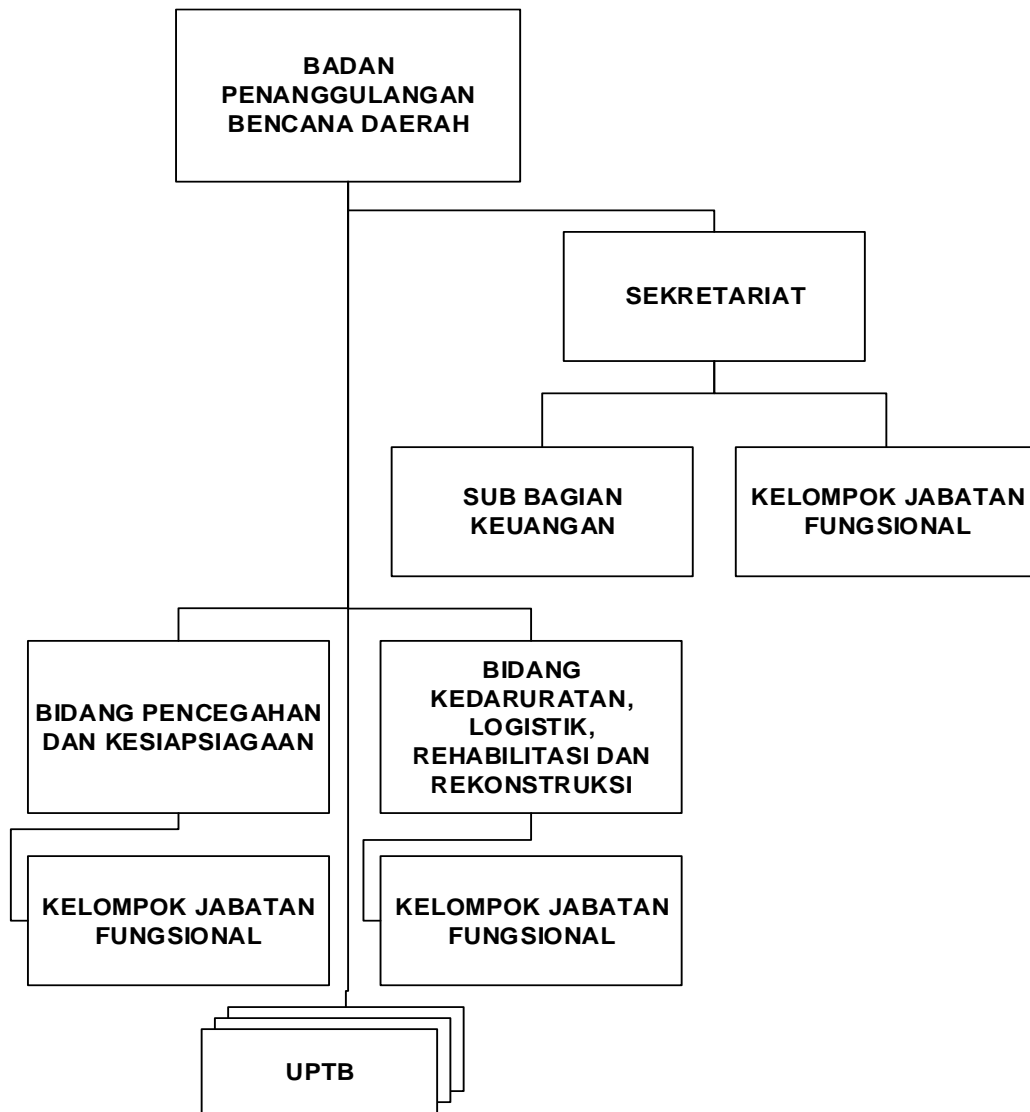 BADAN
PENANGGULANGAN
BENCANA DAERAH
SEKRETARIAT
SUB BAGIAN
KEUANGAN
KELOMPOK JABATAN
FUNGSIONAL
BIDANG PENCEGAHAN
DAN KESIAPSIAGAAN
BIDANG
KEDARURATAN,
LOGISTIK,
REHABILITASI DAN
REKONSTRUKSI
KELOMPOK JABATAN
FUNGSIONAL
KELOMPOK JABATAN
FUNGSIONAL
UPTB